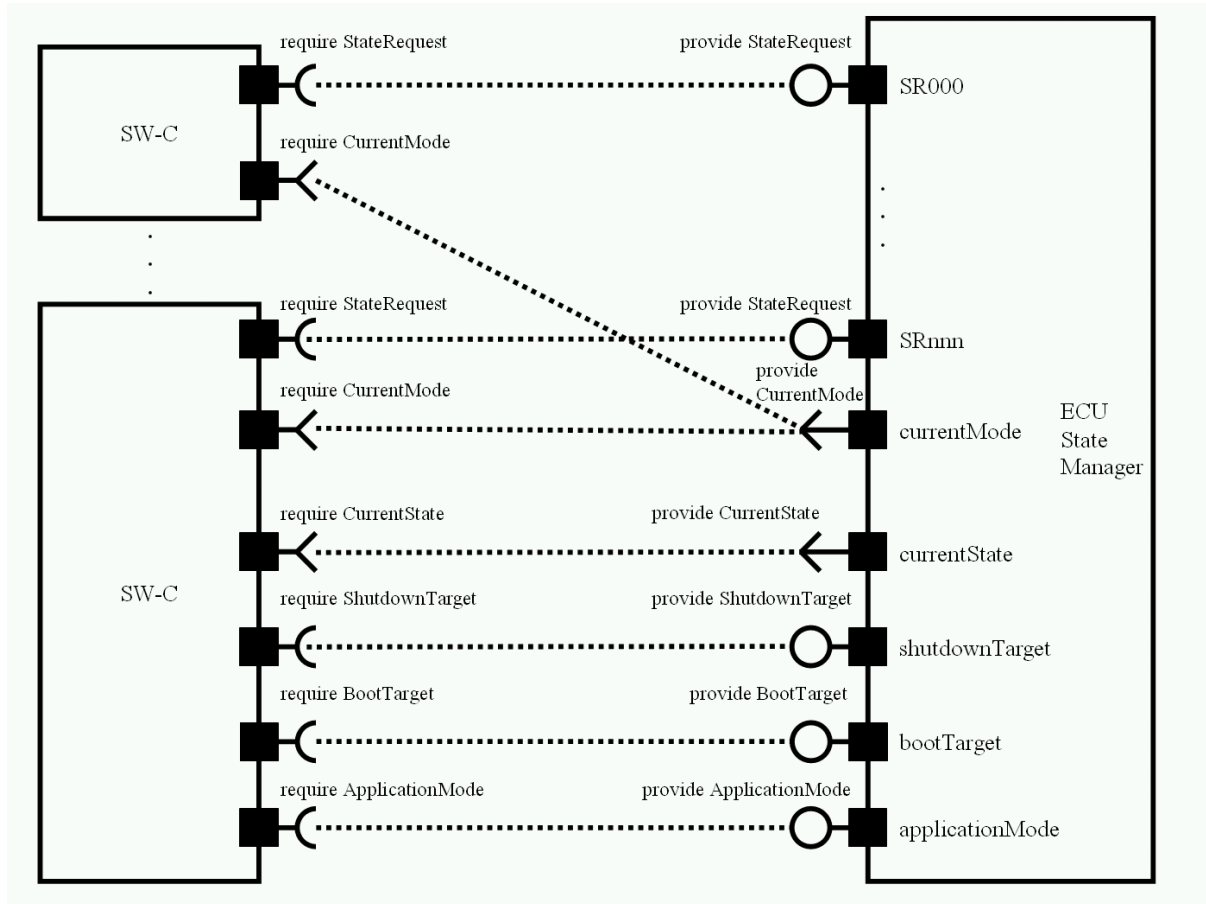 require StateRequest
provide StateRequest
SR000
SW-C
require CurrentMode
require StateRequest
provide StateRequest
SRnnn
provide
CurrentMode
require CurrentMode
currentMode
ECU
State
Manager
require CurrentState
provide CurrentState
currentState
SW-C
require ShutdownTarget
provide ShutdownTarget
shutdownTarget
require BootTarget
provide BootTarget
bootTarget
require ApplicationMode
provide ApplicationMode
applicationMode